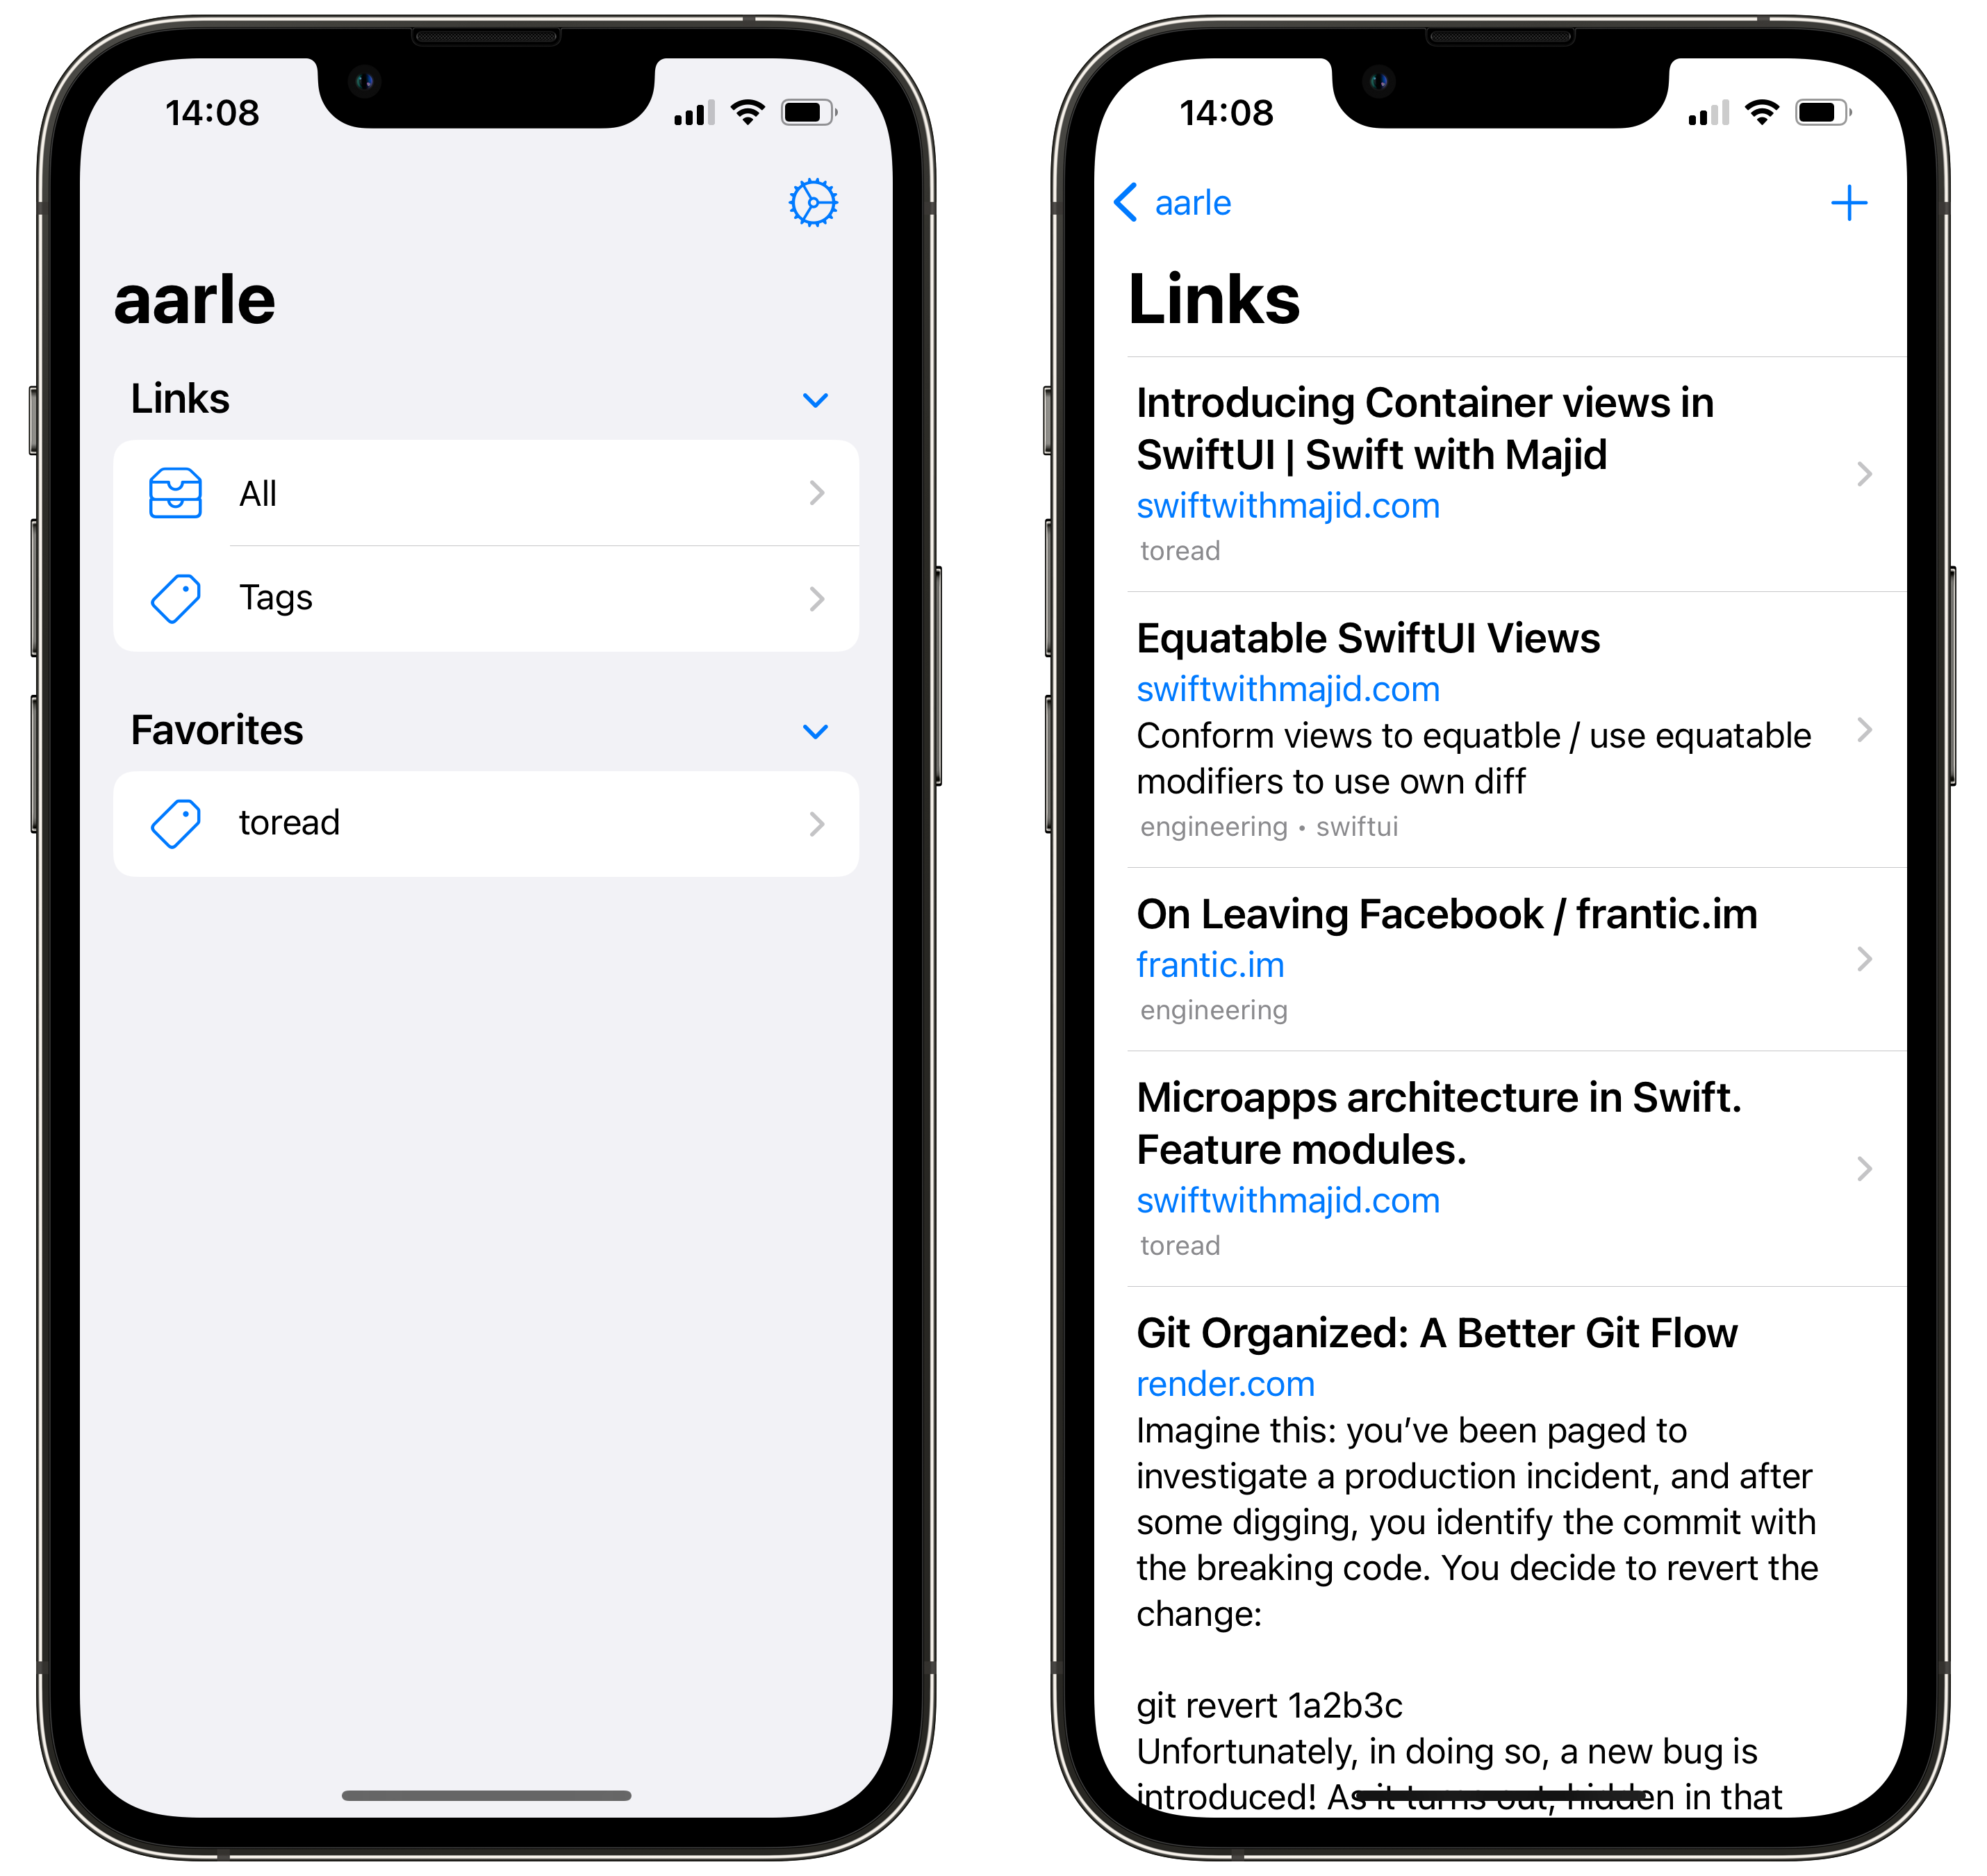 14:08
aarle
Links
All
Tags
Favorites
toread
14:08
aarle
Links
Introducing Container views in
SwiftUI | Swift with Majid
swiftwithmajid.com
toread
Equatable SwiftUI Views
swiftwithmajid.com
Conform views to equatble / use equatable
modifiers to use own diff
engineering • swiftui
On Leaving Facebook / frantic.im
frantic.im
engineering
Microapps architecture in Swift.
Feature modules.
swiftwithmajid.com
toread
Git Organized: A Better Git Flow
render.com
Imagine this: you’ve been paged to
investigate a production incident, and after
some digging, you identify the commit with
the breaking code. You decide to revert the
change:
git revert 1a2b3c
Unfortunately, in doing so, a new bug is
introduced! As it turns out, hidden in that